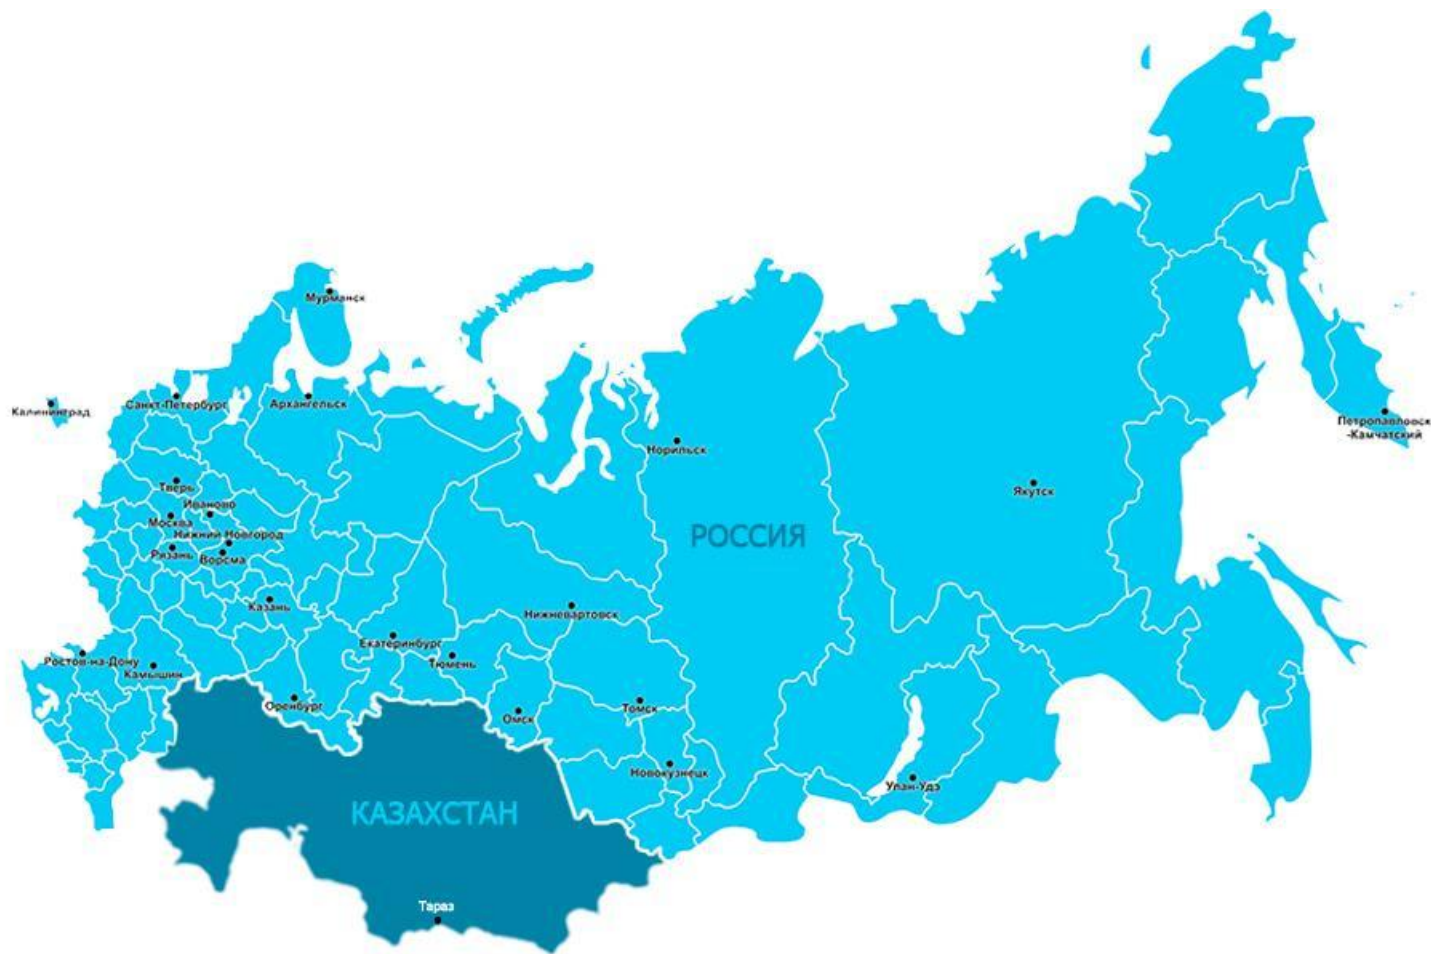 Мурманск
Калининград
Санкт-Петербург
Архангельск
Петропавловск
-Камчатский
Норильск
Тверь
Якутск
Иваново
Москва
Нижний Новгород
РОССИЯ
Рязань
Ворсма
Казань
Нижневартовск
Екатеринбург
Ростов-на-Дону
Тюмень
Камышин
Оренбург
Томск
Омск
Новокузнецк
Улан-Удэ
КАЗАХСТАН
Тараз